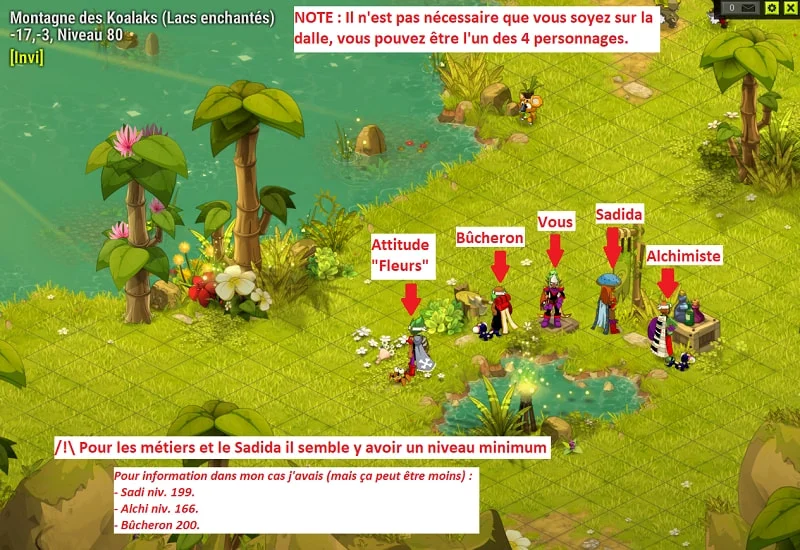 Montagne des Koalaks (Lacs enchantés)
-17,-3, Niveau 80
[Invi]
NOTE : Il n'est pas nécessaire que vous soyez sur la
dalle, vous pouvez être l'un des 4 personnages.
0
Attitude
"Fleurs"
Bûcheron
Vous
Sadida
Alchimiste
/!\ Pour les métiers et le Sadida il semble y avoir un niveau minimum
Pour information dans mon cas j'avais (mais ça peut être moins) :
- Sadi niv. 199.
- Alchi niv. 166.
- Bûcheron 200.